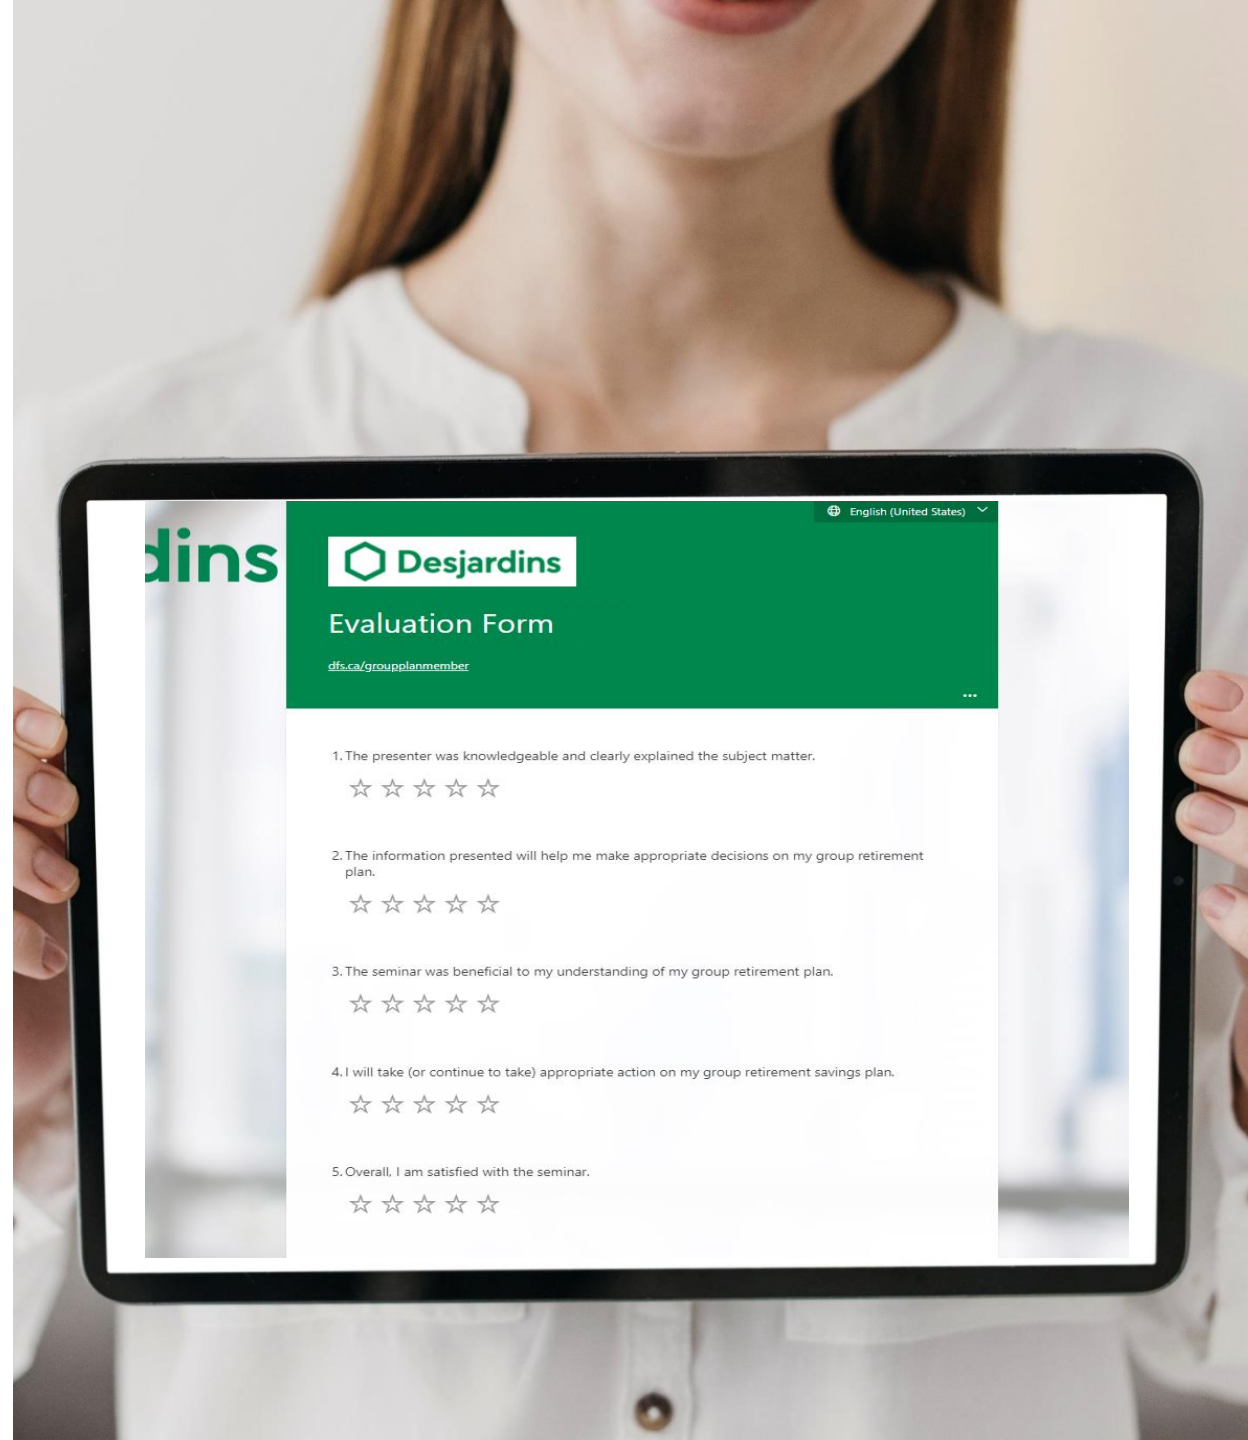 English (United States)
dins
Desjardins
Evaluation Form
dfs.ca/groupplanmember
...
1. The presenter was knowledgeable and clearly explained the subject matter.
2. The information presented will help me make appropriate decisions on my group retirement
plan.
3. The seminar was beneficial to my understanding of my group retirement plan.
4. I will take (or continue to take) appropriate action on my group retirement savings plan.
5. Overall, I am satisfied with the seminar.